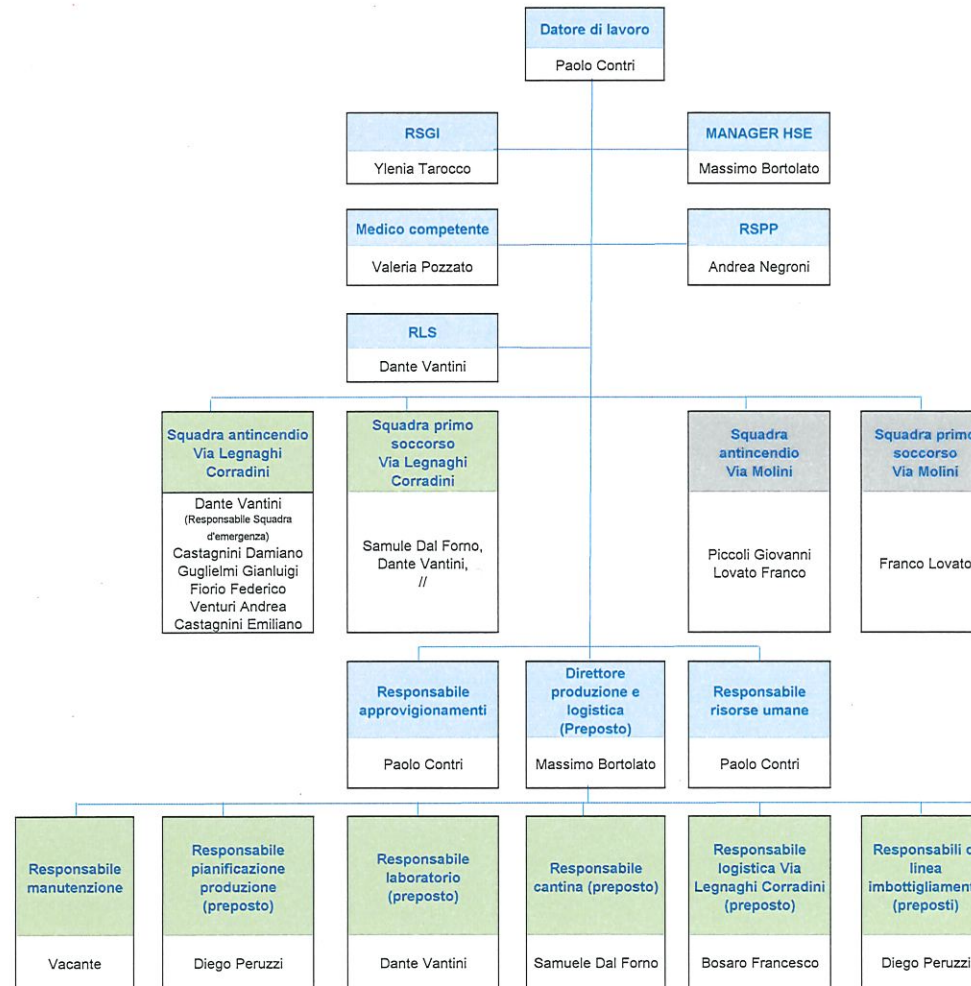 Datore di lavoro
Paolo Contri
RSGI
Ylenia Tarocco
MANAGER HSE
Massimo Bortolato
Medico competente
Valeria Pozzato
RSPP
Andrea Negroni
RLS
Dante Vantini
Squadra antincendio
Via Legnaghi
Corradini
Dante Vantini
(Responsabile Squadra
d'emergenza)
Castagnini Damiano
Guglielmi Gianluigi
Fiorio Federico
Venturi Andrea
Castagnini Emiliano
Squadra primo
soccorso
Via Legnaghi
Corradini
Samule Dal Forno,
Dante Vantini,
//
Squadra
antincendio
Via Molini
Piccoli Giovanni
Lovato Franco
Squadra primo
soccorso
Via Molini
Franco Lovato
Responsabile
approvigionamenti
Paolo Contri
Direttore
produzione e
logistica
(Preposto)
Massimo Bortolato
Responsabile
risorse umane
Paolo Contri
Responsabile
manutenzione
Vacante
Responsabile
pianificazione
produzione
(preposto)
Diego Peruzzi
Responsabile
laboratorio
(preposto)
Dante Vantini
Responsabile
cantina (preposto)
Samuele Dal Forno
Responsabile
logistica Via
Legnaghi Corradini
(preposto)
Bosaro Francesco
Responsabili
linea
(preposti)
Diego Peruzzi